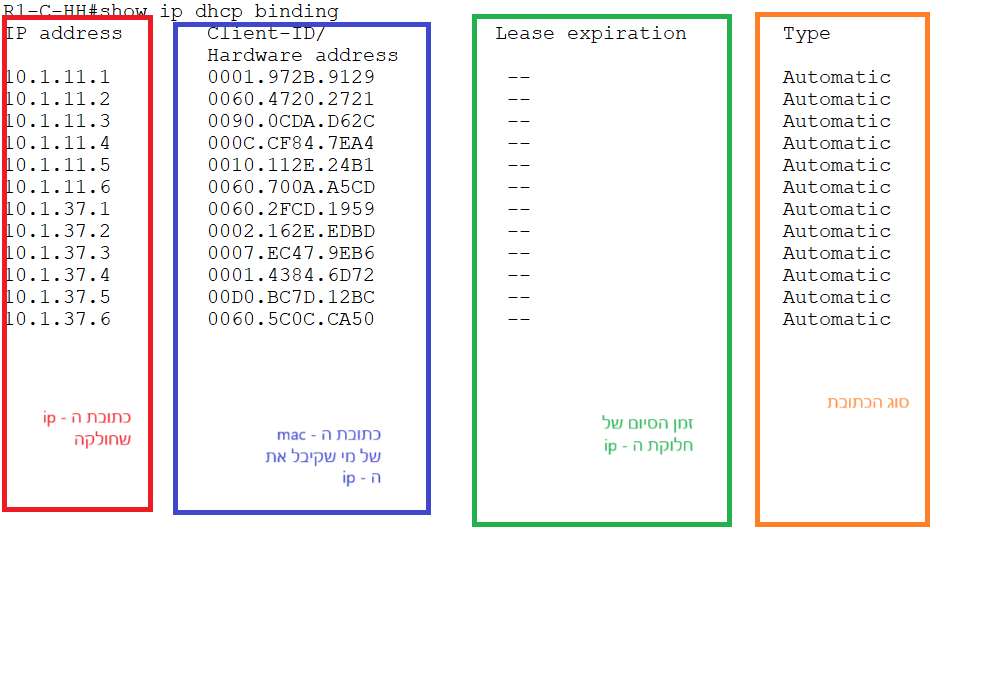 R1-C-HH#show ip dhcp binding
IP address Client-ID/ Lease expiration Type
Hardware address
10.1.11.1 0001.972B.9129 -- Automatic
10.1.11.2 0060.4720.2721 -- Automatic
10.1.11.3 0090.0CDA.D62C -- Automatic
10.1.11.4 000C.CF84.7EA4 -- Automatic
10.1.11.5 0010.112E.24B1 -- Automatic
10.1.11.6 0060.700A.A5CD -- Automatic
10.1.37.1 0060.2FCD.1959 -- Automatic
10.1.37.2 0002.162E.EDBD -- Automatic
10.1.37.3 0007.EC47.9EB6 -- Automatic
10.1.37.4 0001.4384.6D72 -- Automatic
10.1.37.5 00D0.BC7D.12BC -- Automatic
10.1.37.6 0060.5C0C.CA50 -- Automatic
כתובת ה - ip
שחולקה
כתובת ה - mac
של מי שקיבל את
ה - ip
זמן הסיום של
חלוקת ה - ip
סוג הכתובת